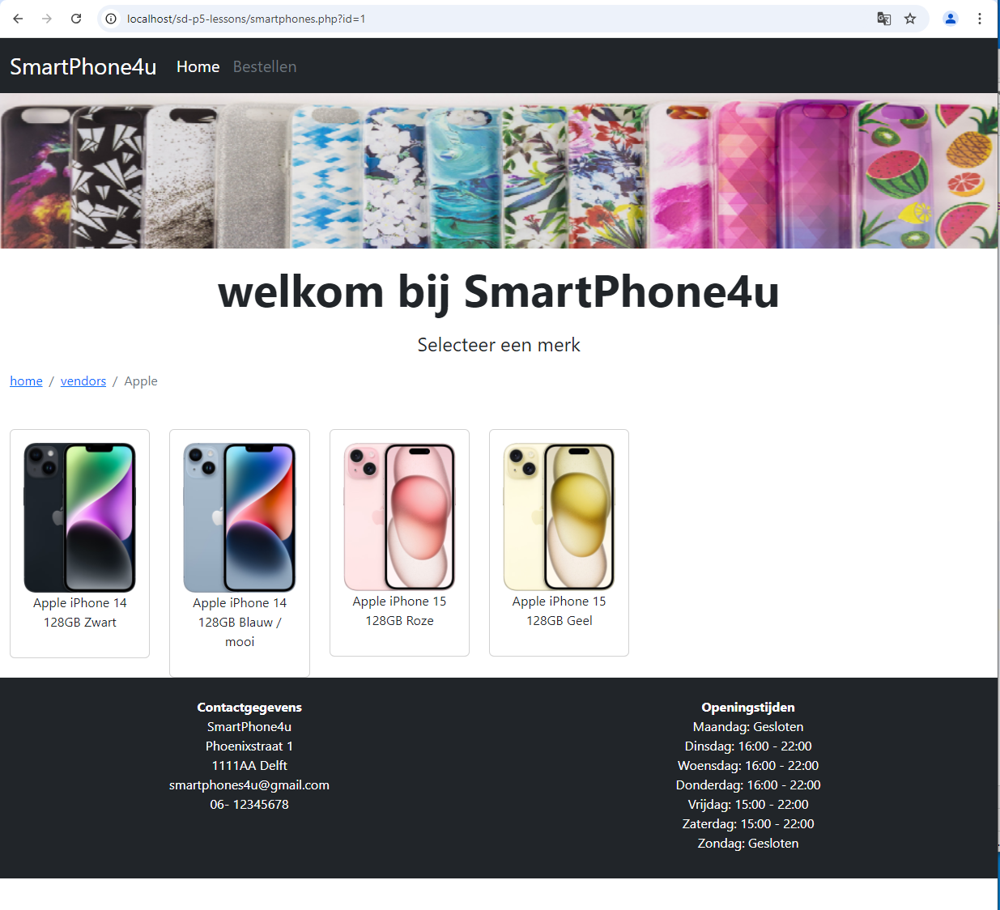 localhost/sd-p5-lessons/smartphones.php?id=1
SmartPhone4u Home Bestellen
welkom bij SmartPhone4u
Selecteer een merk
home / vendors / Apple
Apple iPhone 14
128GB Zwart
Apple iPhone 14
128GB Blauw /
mooi
Apple iPhone 15
128GB Roze
Apple iPhone 15
128GB Geel
Contactgegevens
SmartPhone4u
Phoenixstraat 1
1111AA Delft
smartphones4u@gmail.com
06- 12345678
Openingstijden
Maandag: Gesloten
Dinsdag: 16:00 - 22:00
Woensdag: 16:00 - 22:00
Donderdag: 16:00 - 22:00
Vrijdag: 15:00 - 22:00
Zaterdag: 15:00 - 22:00
Zondag: Gesloten